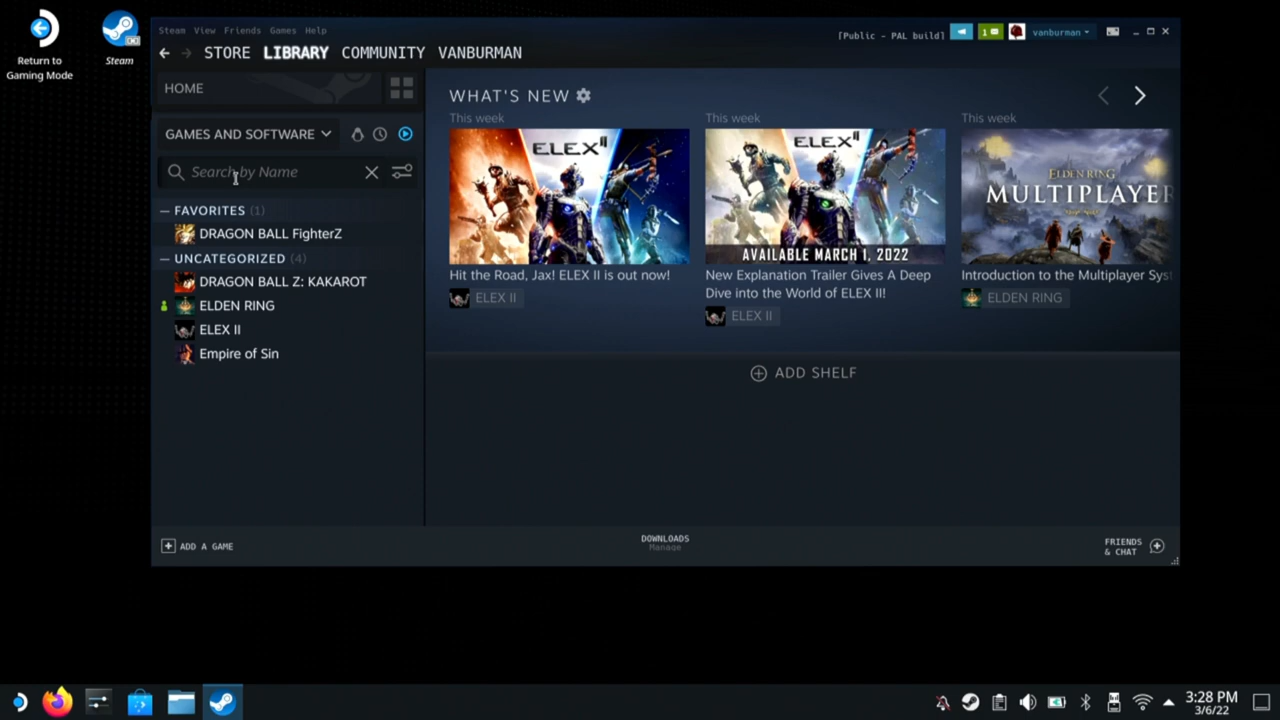 Return to
Gaming Mode
Steam
Steam View Friends Games Help
[Public - PAL build]
1
vanburman
STORE LIBRARY COMMUNITY VANBURMAN
HOME
GAMES AND SOFTWARE
Search by Name
— FAVORITES (1)
DRAGON BALL FighterZ
— UNCATEGORIZED (4)
DRAGON BALL Z: KAKAROT
ELDEN RING
ELEX II
Empire of Sin
WHAT'S NEW
This week
ELEX II
Hit the Road, Jax! ELEX II is out now!
ELEX II
This week
ELEX II
AVAILABLE MARCH 1, 2022
New Explanation Trailer Gives A Deep
Dive into the World of ELEX II!
ELEX II
This week
ELDEN RING
MULTIPLAYER
Introduction to the Multiplayer Syst
ELDEN RING
ADD SHELF
ADD A GAME
DOWNLOADS
Manage
FRIENDS
& CHAT
3:28 PM
3/6/22